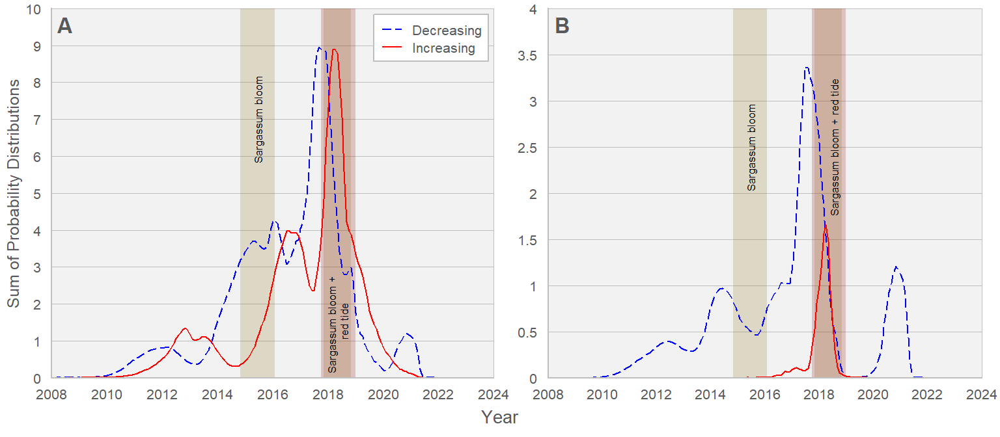 A
Decreasing
Increasing
Sum of Probability Distributions
10
9
8
7
6
5
4
3
2
1
0
Sargassum bloom
Sargassum bloom +
red tide
2008 2010 2012 2014 2016 2018 2020 2022 2024
B
4
3.5
3
2.5
2
1.5
1
0.5
0
Sargassum bloom
Sargassum bloom + red tide
2008 2010 2012 2014 2016 2018 2020 2022 2024
Year